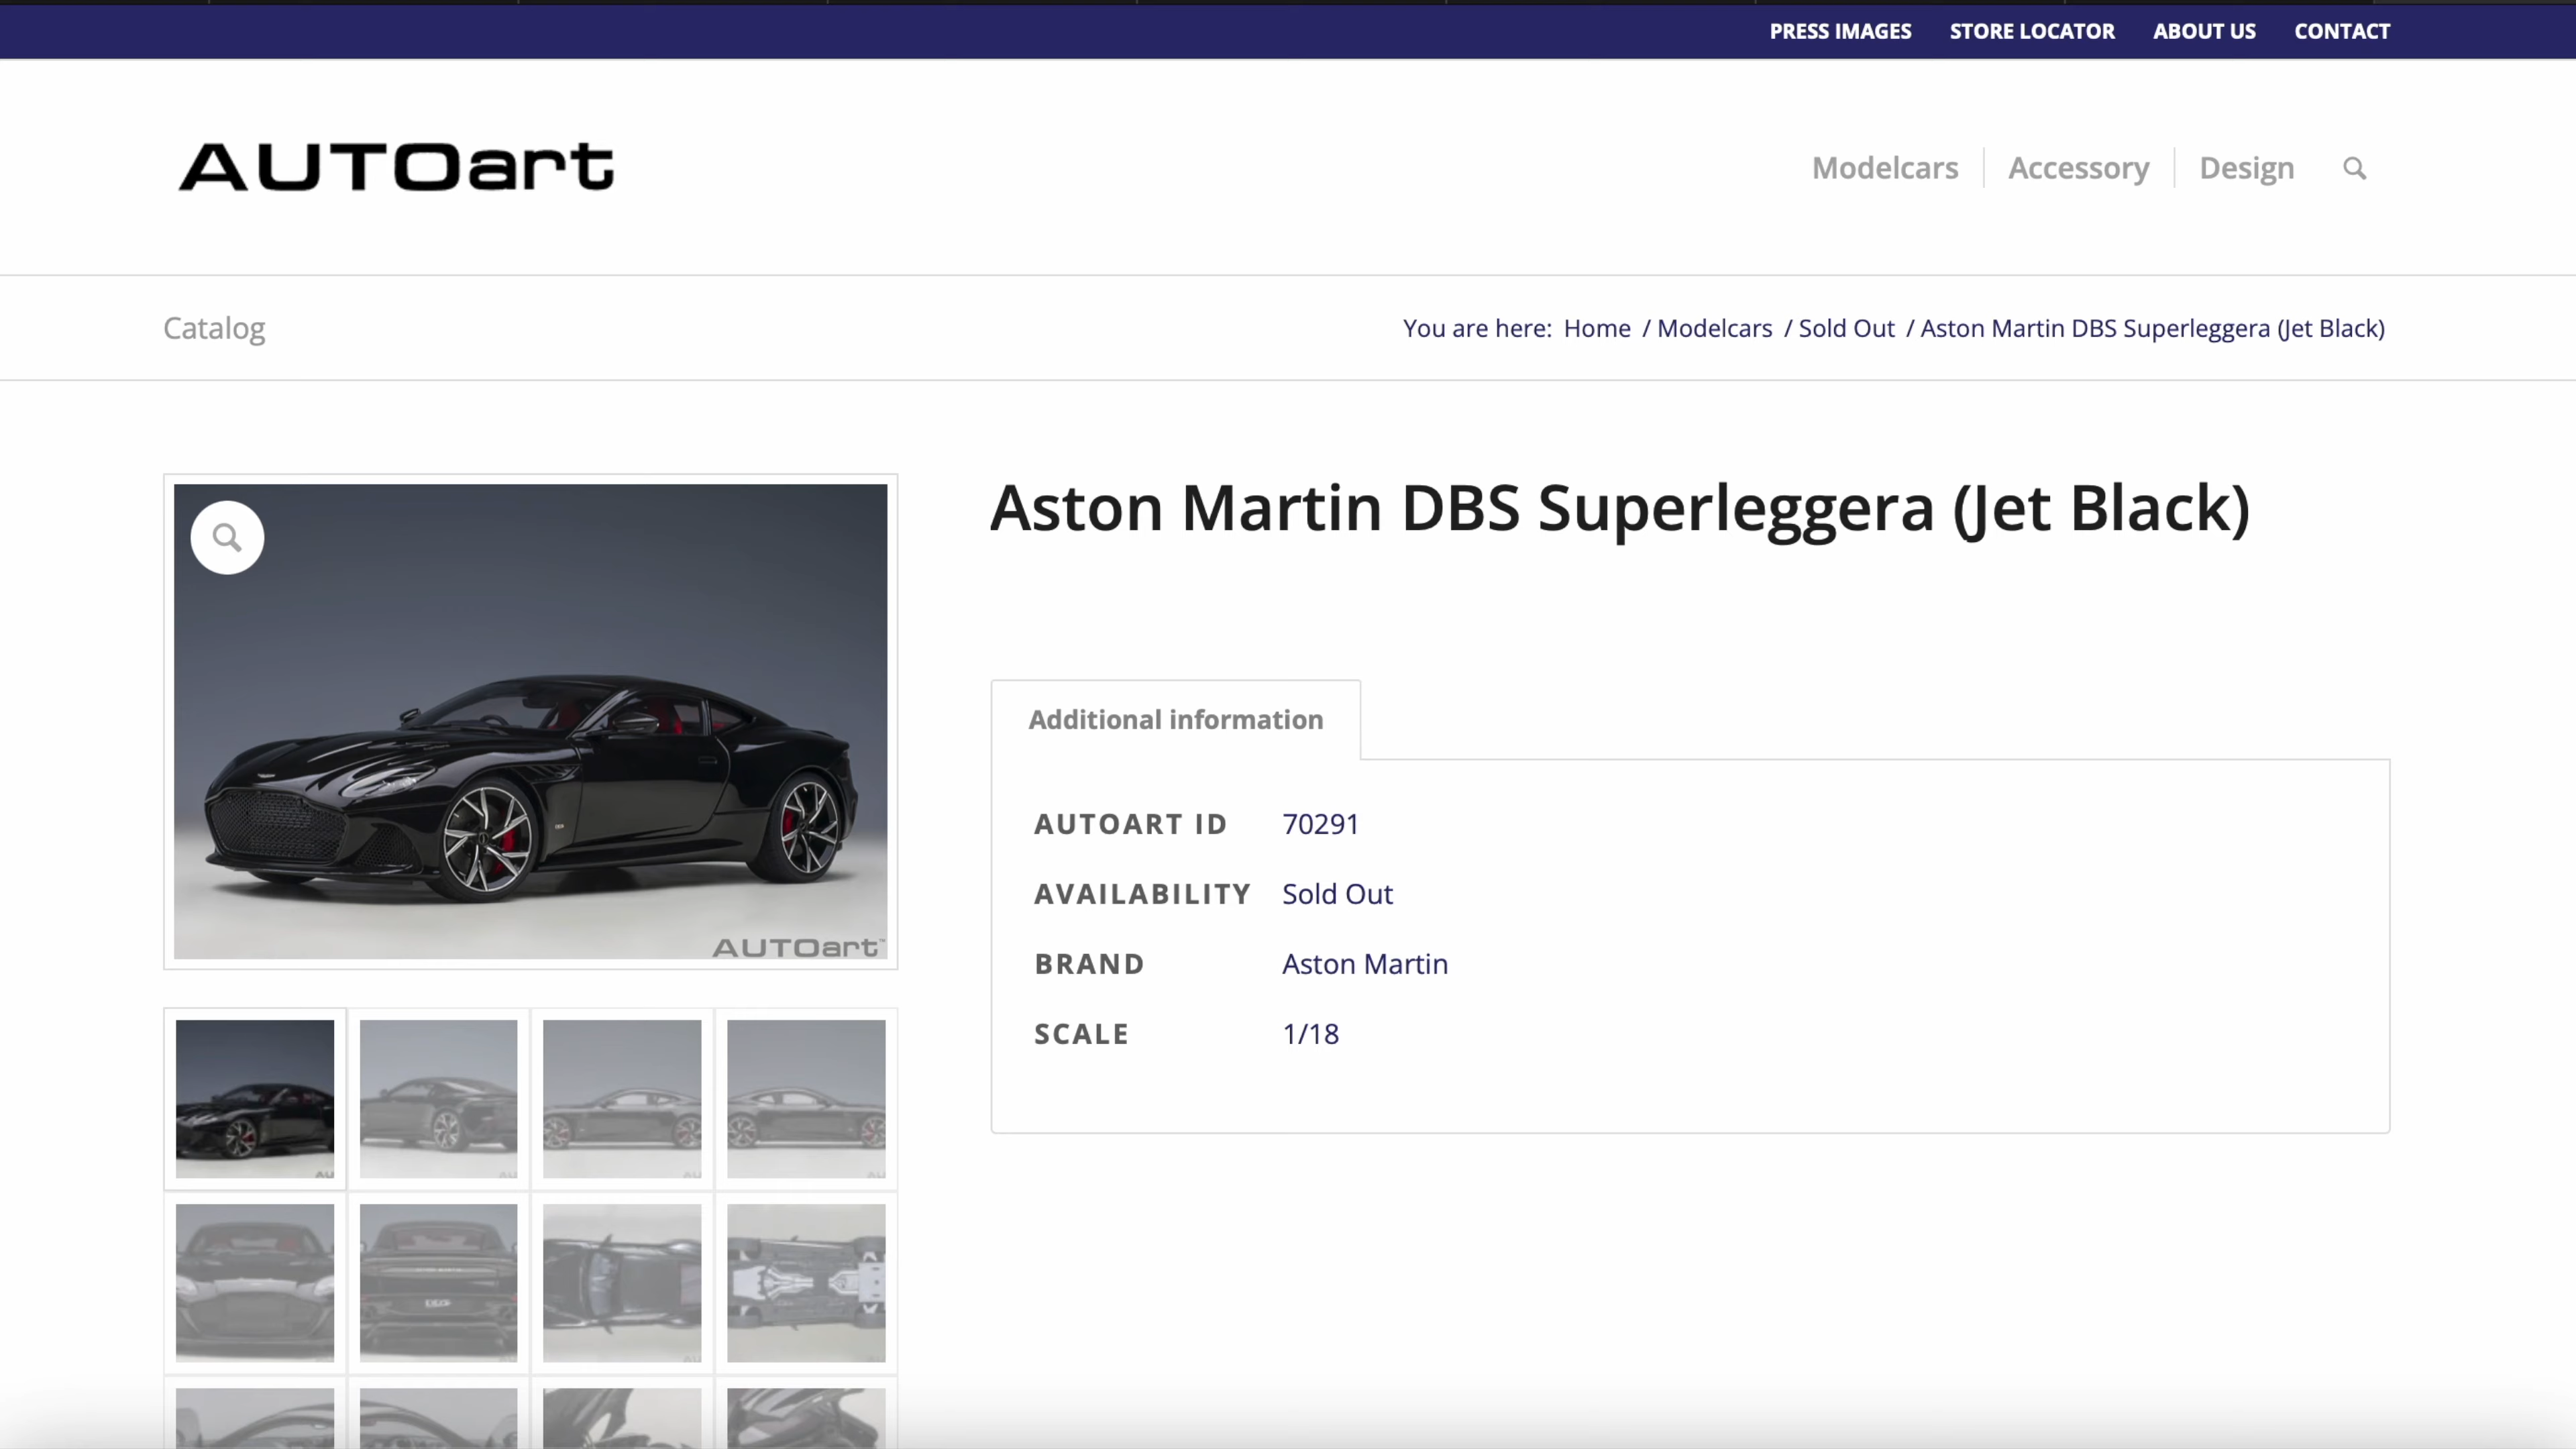 PRESS IMAGES STORE LOCATOR ABOUT US CONTACT
AUTOart
Modelcars Accessory Design
Catalog
You are here: Home / Modelcars / Sold Out / Aston Martin DBS Superleggera (Jet Black)
Aston Martin DBS Superleggera (Jet Black)
AUTOart™
Additional information
AUTOART ID 70291
AVAILABILITY Sold Out
BRAND Aston Martin
SCALE 1/18